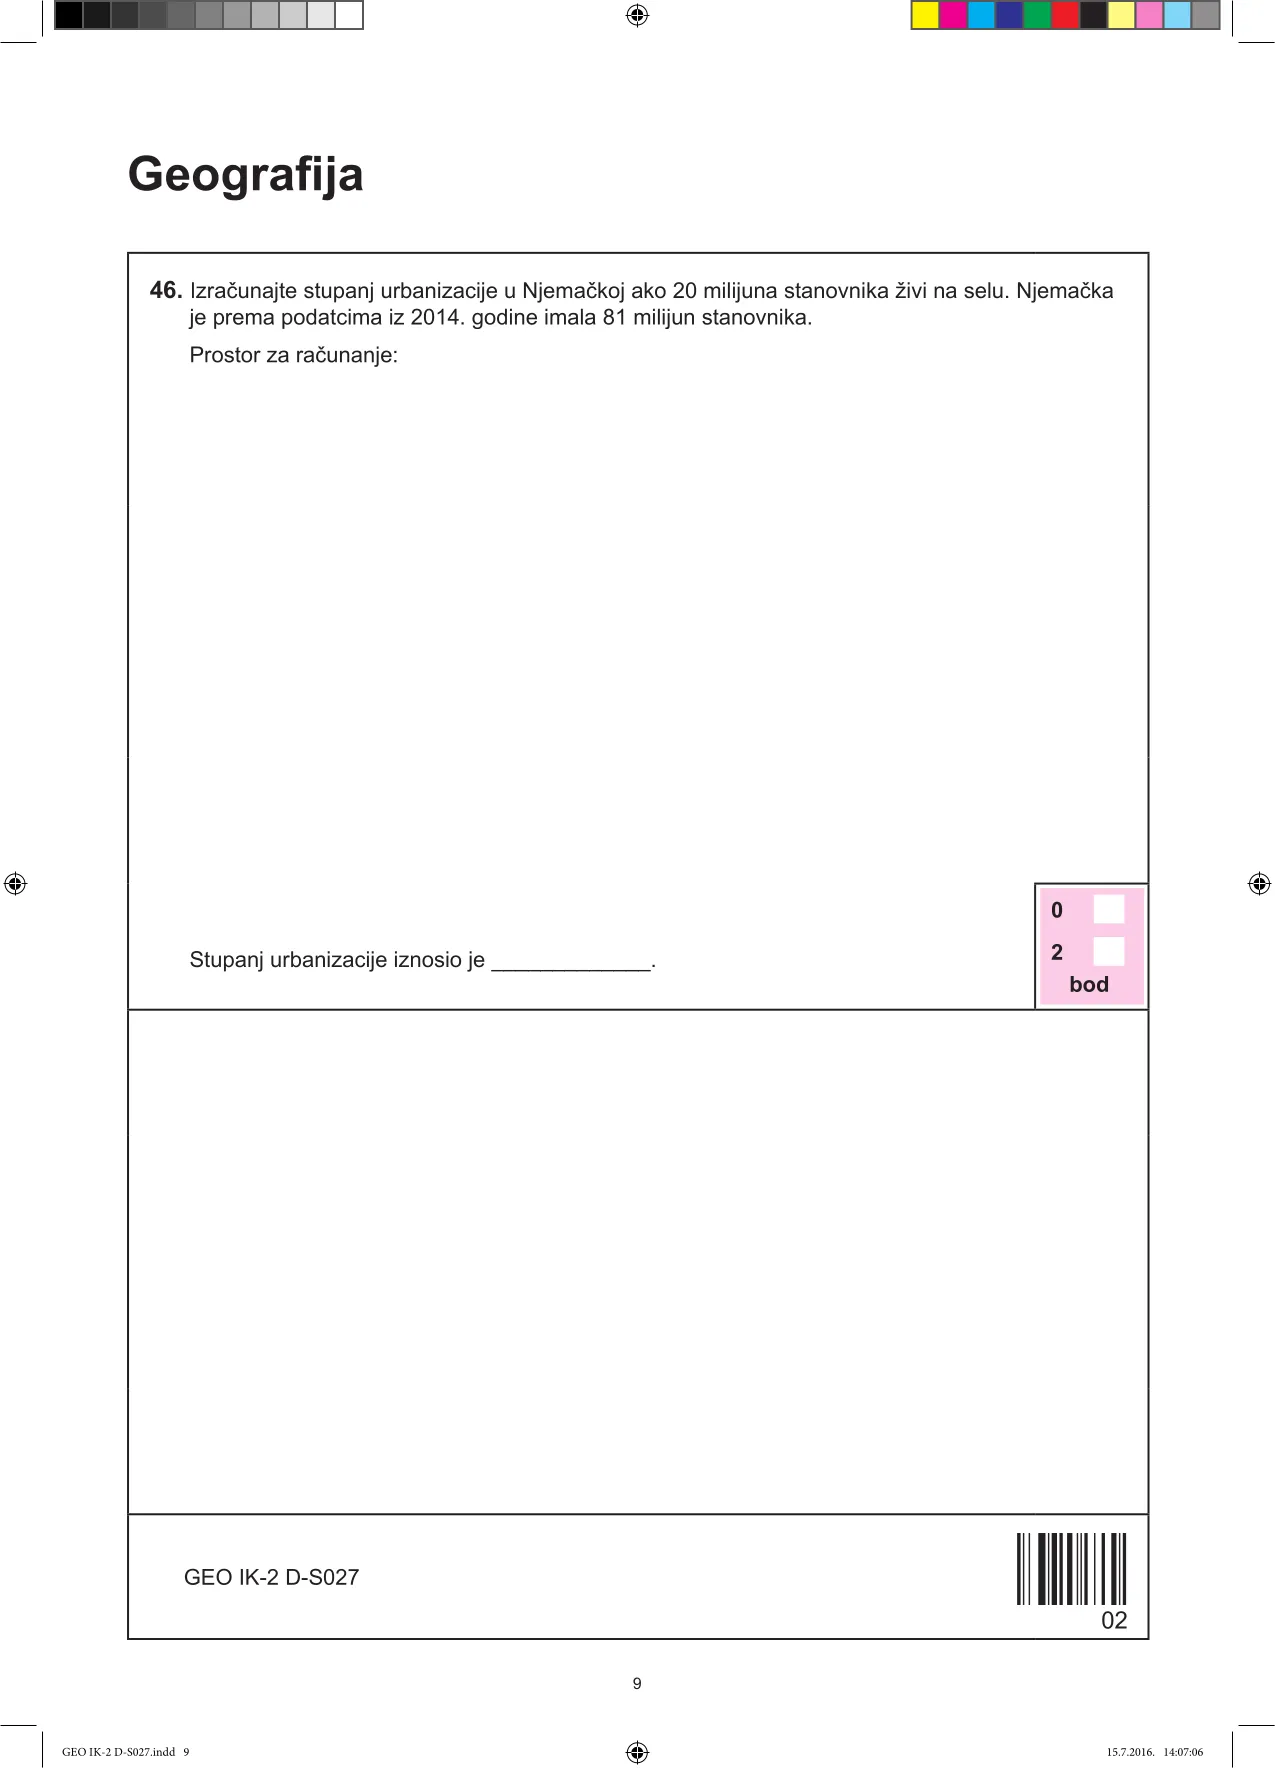 Geografija
46. Izračunajte stupanj urbanizacije u Njemačkoj ako 20 milijuna stanovnika živi na selu. Njemačka
je prema podatcima iz 2014. godine imala 81 milijun stanovnika.
Prostor za računanje:
0
2
Stupanj urbanizacije iznosio je _____________.
bod
GEO IK-2 D-S027
02
9
GEO IK-2 D-S027.indd 9
15.7.2016. 14:07:06